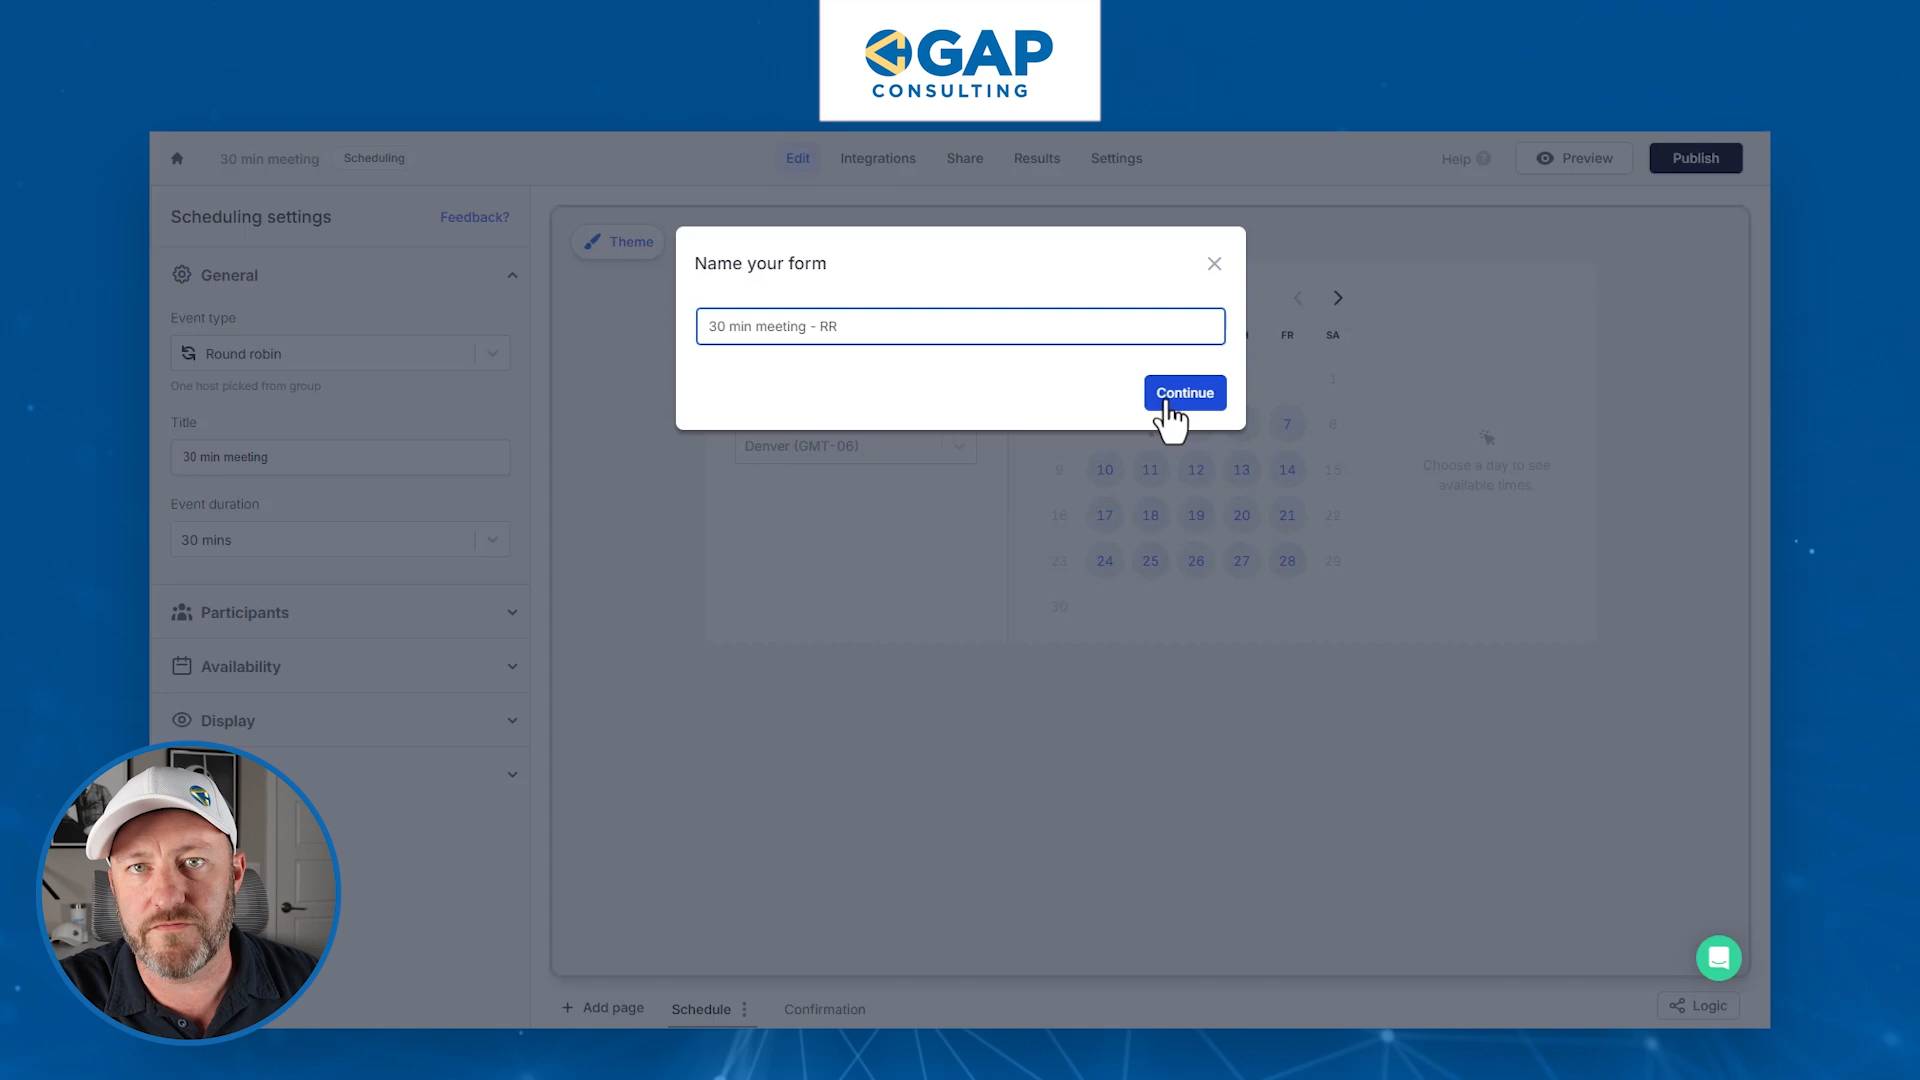 GAP
CONSULTING
30 min meeting
Scheduling
Edit
Integrations
Share
Results
Settings
Help
Preview
Publish
Scheduling settings
Feedback?
General
Event type
Round robin
One host picked from group
Title
30 min meeting
Event duration
30 mins
Participants
Availability
Display
Theme
Name your form
30 min meeting - RR
Continue
Denver (GMT-06)
FR SA
1
7 8
9 10 11 12 13 14 15
16 17 18 19 20 21 22
23 24 25 26 27 28 29
30
Choose a day to see
available times.
+ Add page
Schedule
Confirmation
Logic